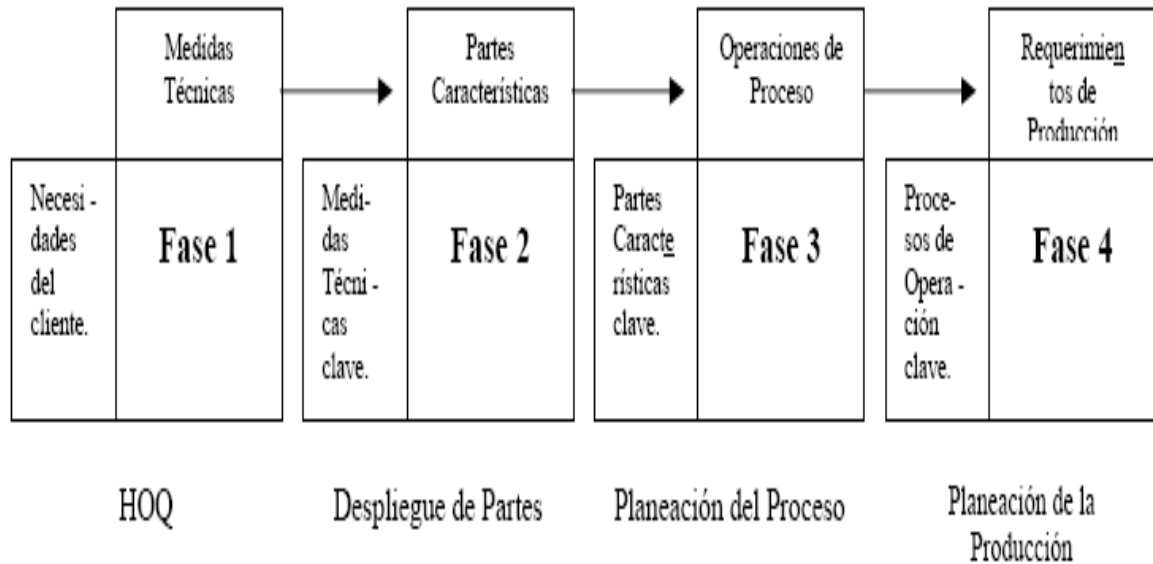 Medidas
Técnicas
Partes
Características
Operaciones de
Proceso
Requerimien
tos de
Producción
Necesi -
dades
del
cliente.
Fase 1
Medi-
das
Técni -
cas
clave.
Fase 2
Partes
Caracte
rísticas
clave.
Fase 3
Proce-
sos de
Opera -
ción
clave.
Fase 4
HOQ
Despliegue de Partes
Planeación del Proceso
Planeación de la
Producción